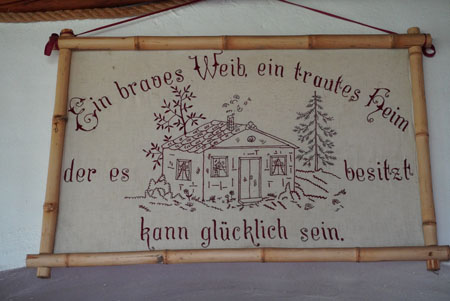 Ein braves Weib, ein trautes Heim
der es besitzt
kann glücklich sein.